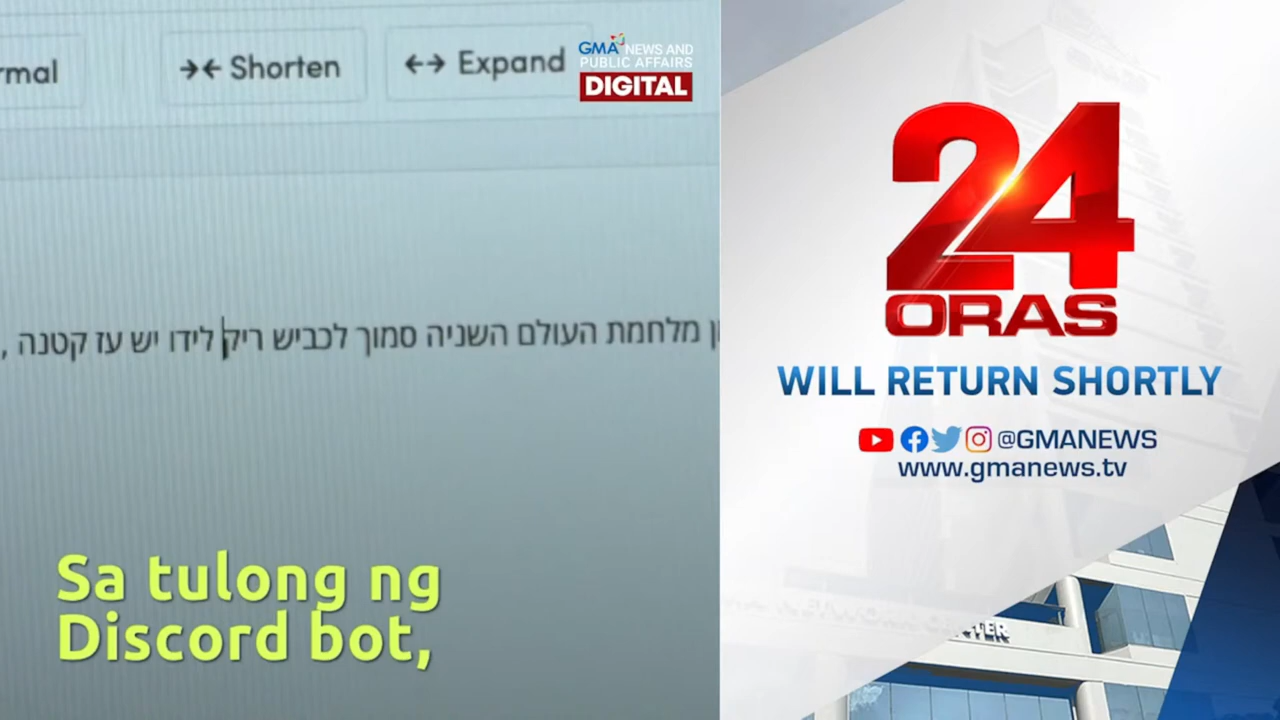 rmal
→← Shorten
←→ Expand
GMA NEWS AND
PUBLIC AFFAIRS
DIGITAL
ן מלחמת העולם השניה סמוך לכביש ריק לידו יש עז קטנה ,
Sa tulong ng
Discord bot,
24
ORAS
WILL RETURN SHORTLY
@GMANEWS
www.gmanews.tv